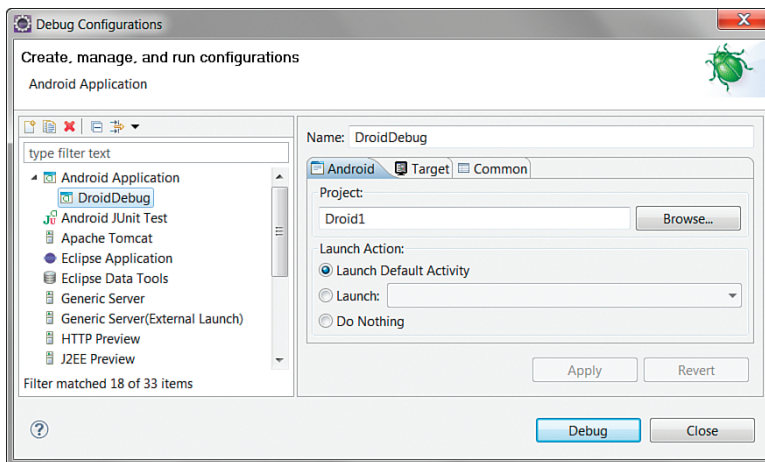 Debug Configurations
Create, manage, and run configurations
Android Application
type filter text
Android Application
DroidDebug
Android JUnit Test
Apache Tomcat
Eclipse Application
Eclipse Data Tools
Generic Server
Generic Server(External Launch)
HTTP Preview
J2EE Preview
Filter matched 18 of 33 items
Name: DroidDebug
Android Target Common
Project:
Droid1 Browse...
Launch Action:
Launch Default Activity
Launch:
Do Nothing
Apply Revert
? Debug Close